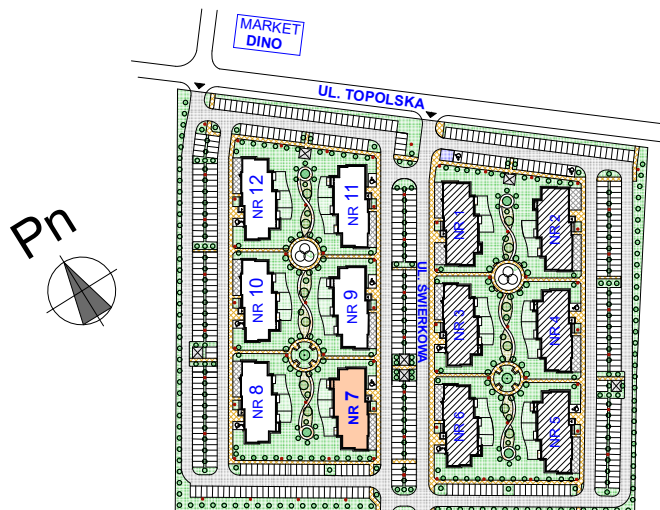 MARKET
DINO
UL. TOPOLSKA
Pn
NR 12
NR 11
NR 1
NR 2
NR 10
NR 9
UL. ŚWIERKOWA
NR 3
NR 4
NR 8
NR 7
NR 6
NR 5